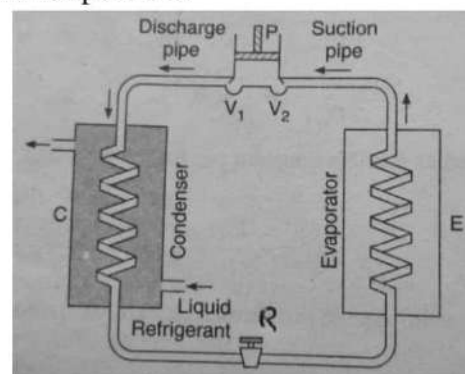 Discharge
pipe
P
Suction
pipe
V1
V2
C
Condenser
Evaporator
E
Liquid
Refrigerant
R